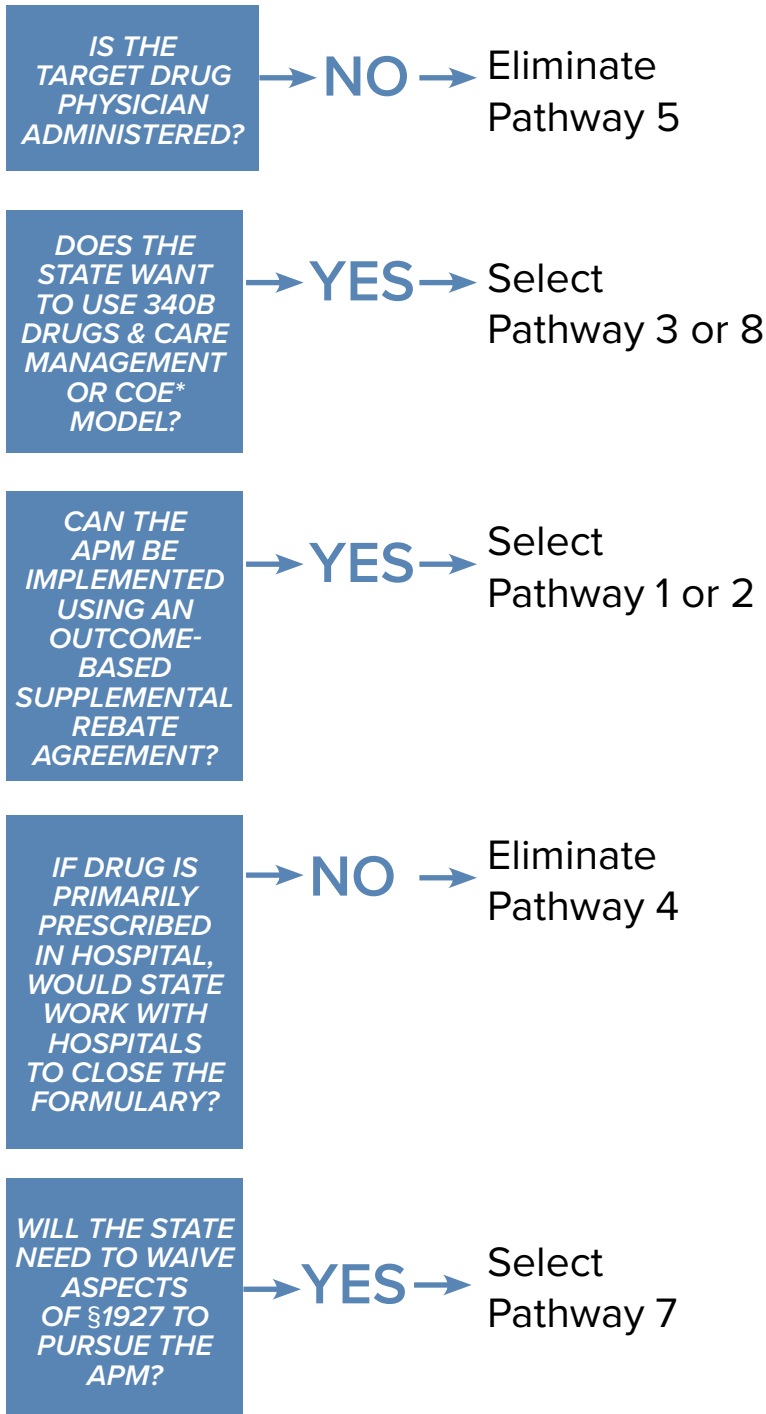 IS THE
TARGET DRUG
PHYSICIAN
ADMINISTERED?
NO
Eliminate
Pathway 5
DOES THE
STATE WANT
TO USE 340B
DRUGS & CARE
MANAGEMENT
OR COE*
MODEL?
YES
Select
Pathway 3 or 8
CAN THE
APM BE
IMPLEMENTED
USING AN
OUTCOME-
BASED
SUPPLEMENTAL
REBATE
AGREEMENT?
YES
Select
Pathway 1 or 2
IF DRUG IS
PRIMARILY
PRESCRIBED
IN HOSPITAL,
WOULD STATE
WORK WITH
HOSPITALS
TO CLOSE THE
FORMULARY?
NO
Eliminate
Pathway 4
WILL THE STATE
NEED TO WAIVE
ASPECTS
OF §1927 TO
PURSUE THE
APM?
YES
Select
Pathway 7